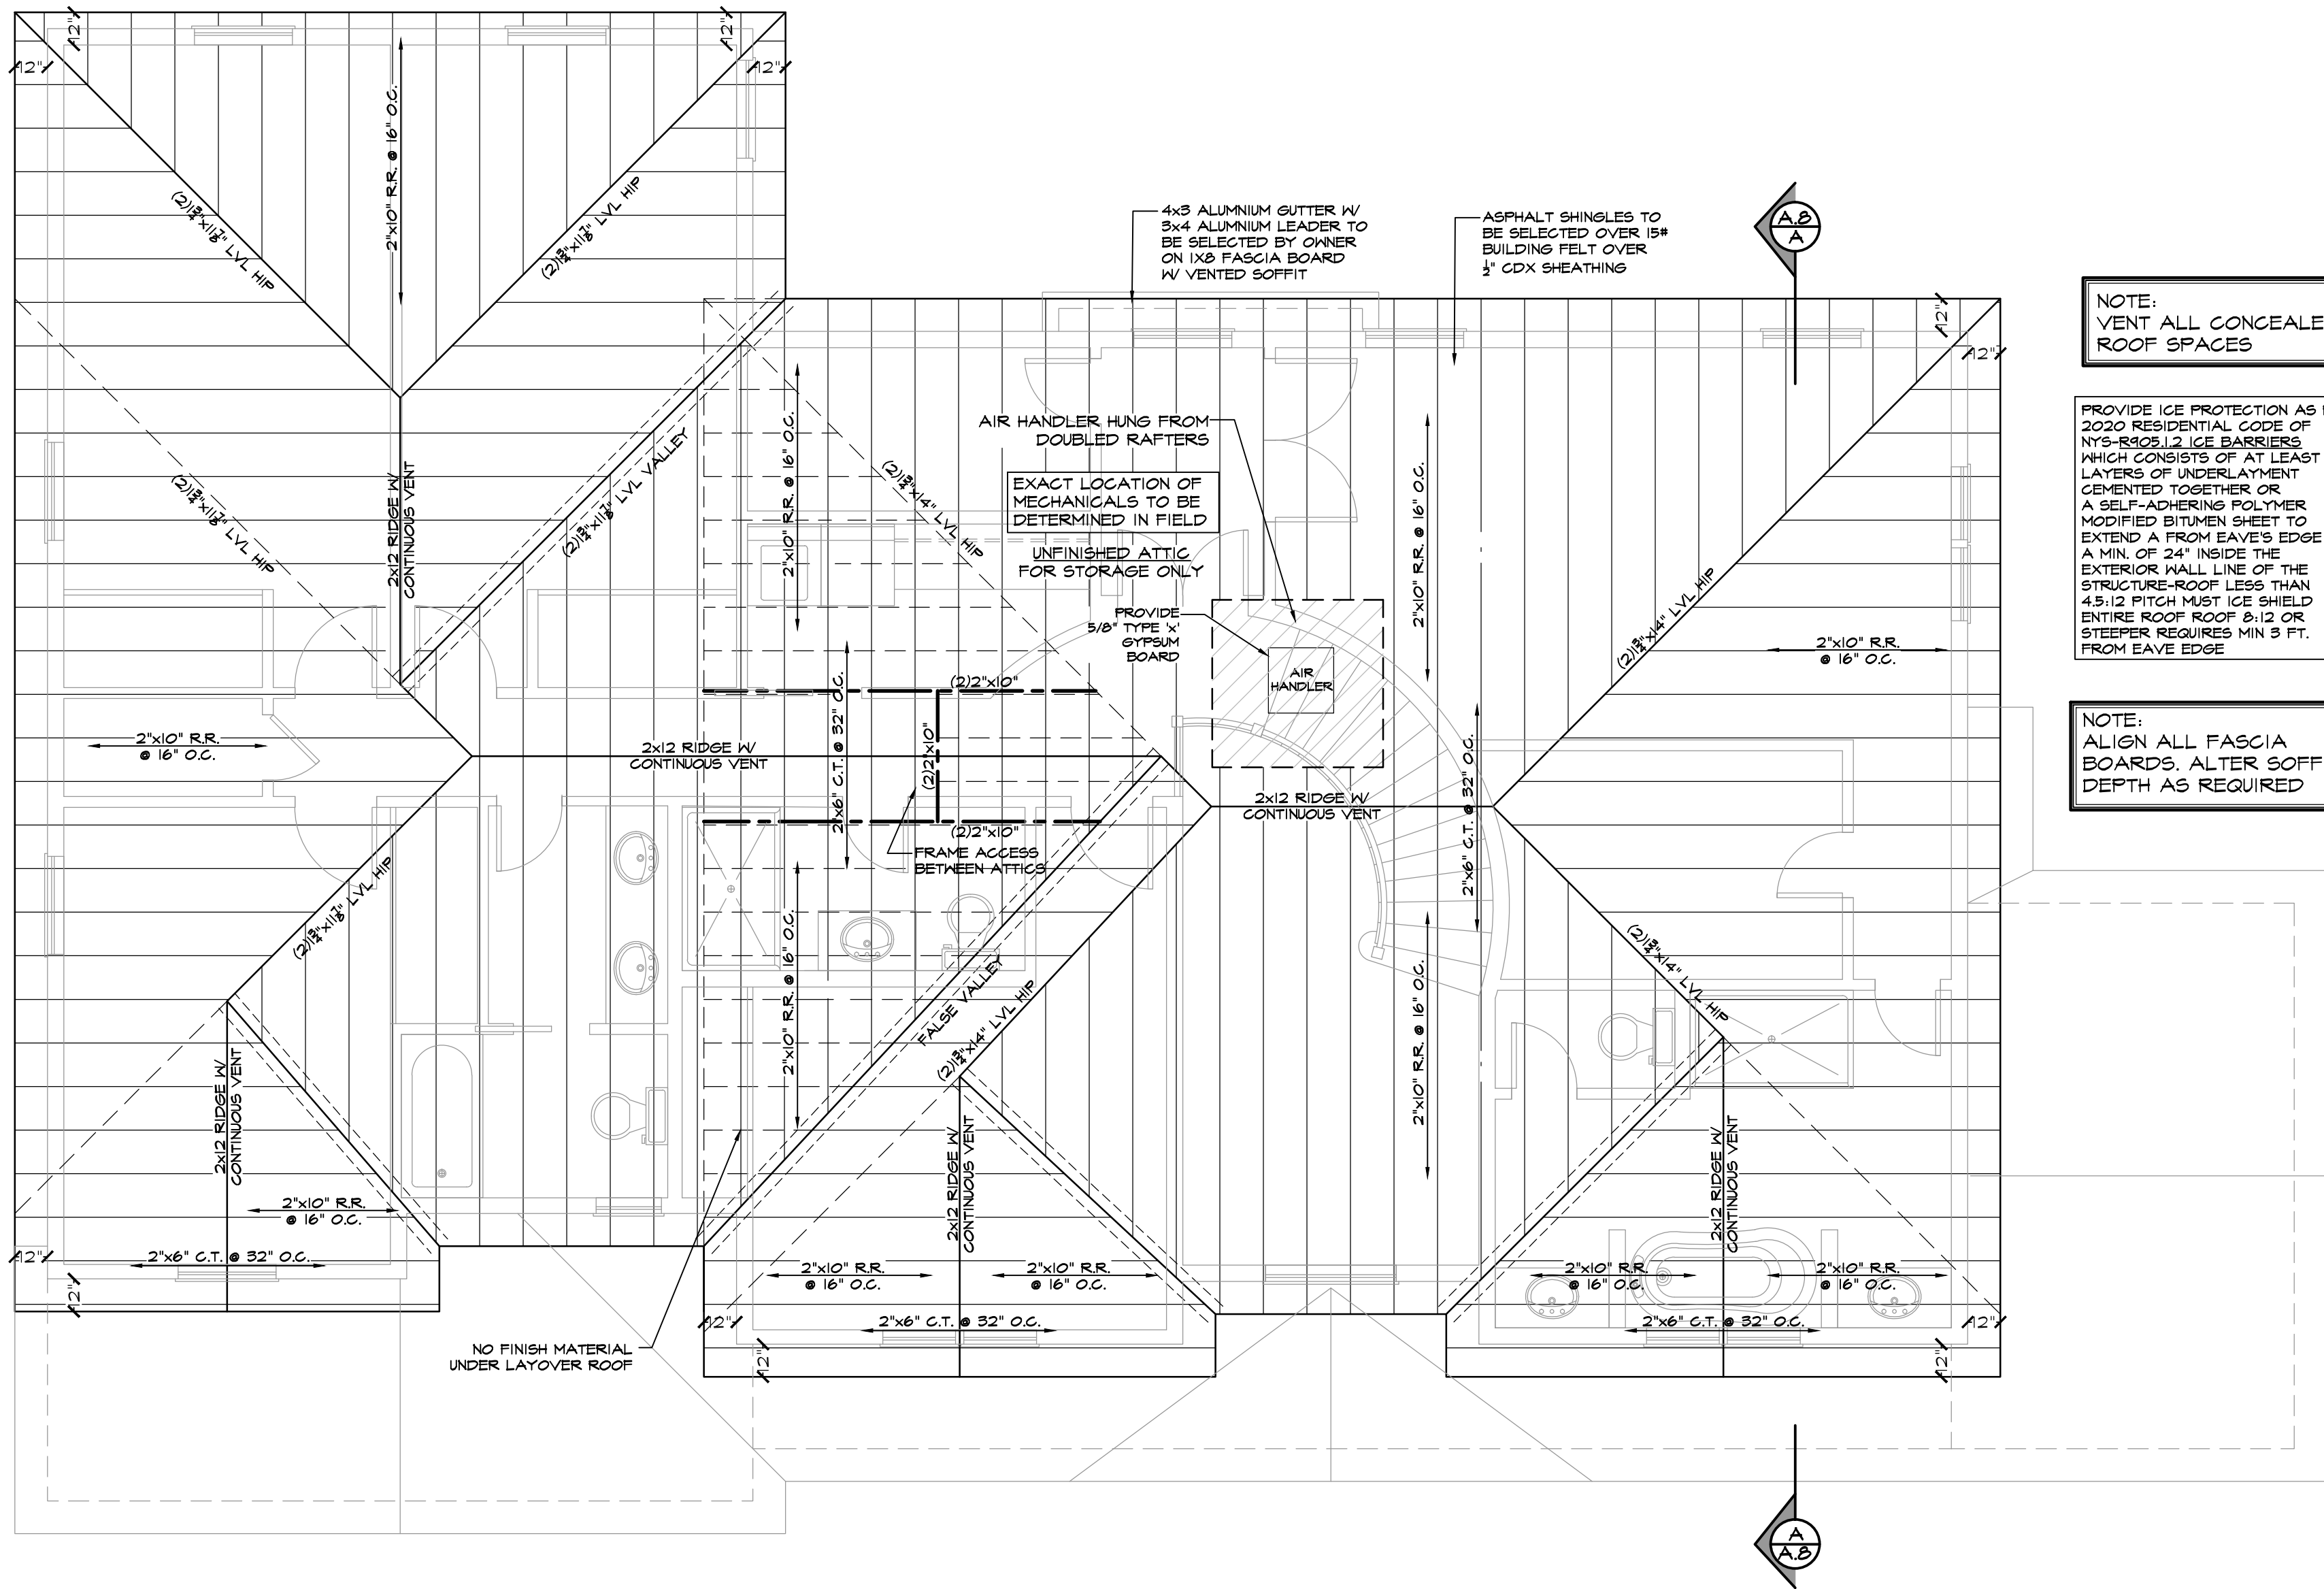 12"
12"
12"
12"
2"x10" R.R. @ 16" O.C.
(2)1¾"x11⅞" LVL HIP
(2)1¾"x11⅞" LVL HIP
4x3 ALUMNIUM GUTTER W/
3x4 ALUMNIUM LEADER TO
BE SELECTED BY OWNER
ON 1X8 FASCIA BOARD
W/ VENTED SOFFIT
ASPHALT SHINGLES TO
BE SELECTED OVER 15#
BUILDING FELT OVER
½" CDX SHEATHING
A.8
A
NOTE:
VENT ALL CONCEALE
ROOF SPACES
12"
12"
(2)1¾"x11⅞" LVL HIP
2x12 RIDGE W/
CONTINUOUS VENT
(2)1¾"x11⅞" LVL VALLEY
2"x10" R.R. @ 16" O.C.
(2)1¾"x14" LVL HIP
AIR HANDLER HUNG FROM
DOUBLED RAFTERS
EXACT LOCATION OF
MECHANICALS TO BE
DETERMINED IN FIELD
UNFINISHED ATTIC
FOR STORAGE ONLY
PROVIDE
5/8" TYPE 'x'
GYPSUM
BOARD
AIR
HANDLER
2"x10" R.R. @ 16" O.C.
(2)1¾"x14" LVL HIP
2"x10" R.R.
@ 16" O.C.
PROVIDE ICE PROTECTION AS
2020 RESIDENTIAL CODE OF
NYS-R905.1.2 ICE BARRIERS
WHICH CONSISTS OF AT LEAST
LAYERS OF UNDERLAYMENT
CEMENTED TOGETHER OR
A SELF-ADHERING POLYMER
MODIFIED BITUMEN SHEET TO
EXTEND A FROM EAVE'S EDGE
A MIN. OF 24" INSIDE THE
EXTERIOR WALL LINE OF THE
STRUCTURE-ROOF LESS THAN
4.5:12 PITCH MUST ICE SHIELD
ENTIRE ROOF ROOF 8:12 OR
STEEPER REQUIRES MIN 3 FT.
FROM EAVE EDGE
NOTE:
ALIGN ALL FASCIA
BOARDS. ALTER SOFF
DEPTH AS REQUIRED
2"x10" R.R.
@ 16" O.C.
2x12 RIDGE W/
CONTINUOUS VENT
2"x6" C.T. @ 32" O.C.
(2)2"x10"
(2)2"x10"
(2)2"x10"
FRAME ACCESS
BETWEEN ATTICS
2x12 RIDGE W/
CONTINUOUS VENT
2"x6" C.T. @ 32" O.C.
(2)1¾"x11⅞" LVL HIP
2"x10" R.R. @ 16" O.C.
FALSE VALLEY
(2)1¾"x14" LVL HIP
2"x10" R.R. @ 16" O.C.
(2)1¾"x14" LVL HIP
2x12 RIDGE W/
CONTINUOUS VENT
2x12 RIDGE W/
CONTINUOUS VENT
2x12 RIDGE W/
CONTINUOUS VENT
2"x10" R.R.
@ 16" O.C.
2"x6" C.T. @ 32" O.C.
12"
12"
2"x10" R.R.
@ 16" O.C.
2"x10" R.R.
@ 16" O.C.
2"x6" C.T. @ 32" O.C.
12"
12"
2"x10" R.R.
@ 16" O.C.
2"x10" R.R.
@ 16" O.C.
2"x6" C.T. @ 32" O.C.
12"
12"
NO FINISH MATERIAL
UNDER LAYOVER ROOF
A
A.8